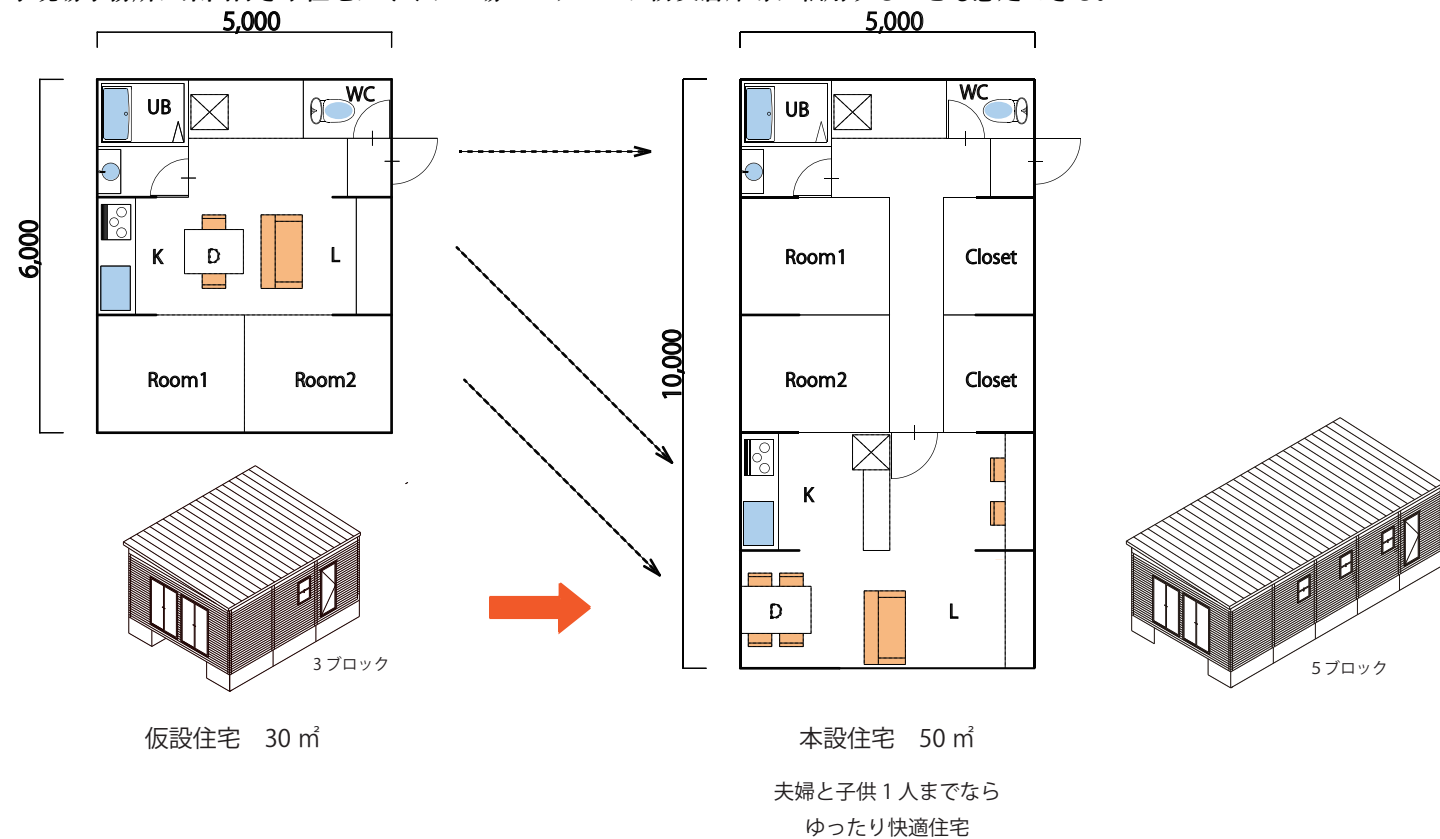 5,000
6,000
UB
WC
K
D
L
Room1
Room2
3 ブロック
仮設住宅　30 ㎡
5,000
10,000
UB
WC
Room1
Closet
Room2
Closet
K
D
L
5 ブロック
本設住宅　50 ㎡
夫婦と子供 1 人までなら
ゆったり快適住宅